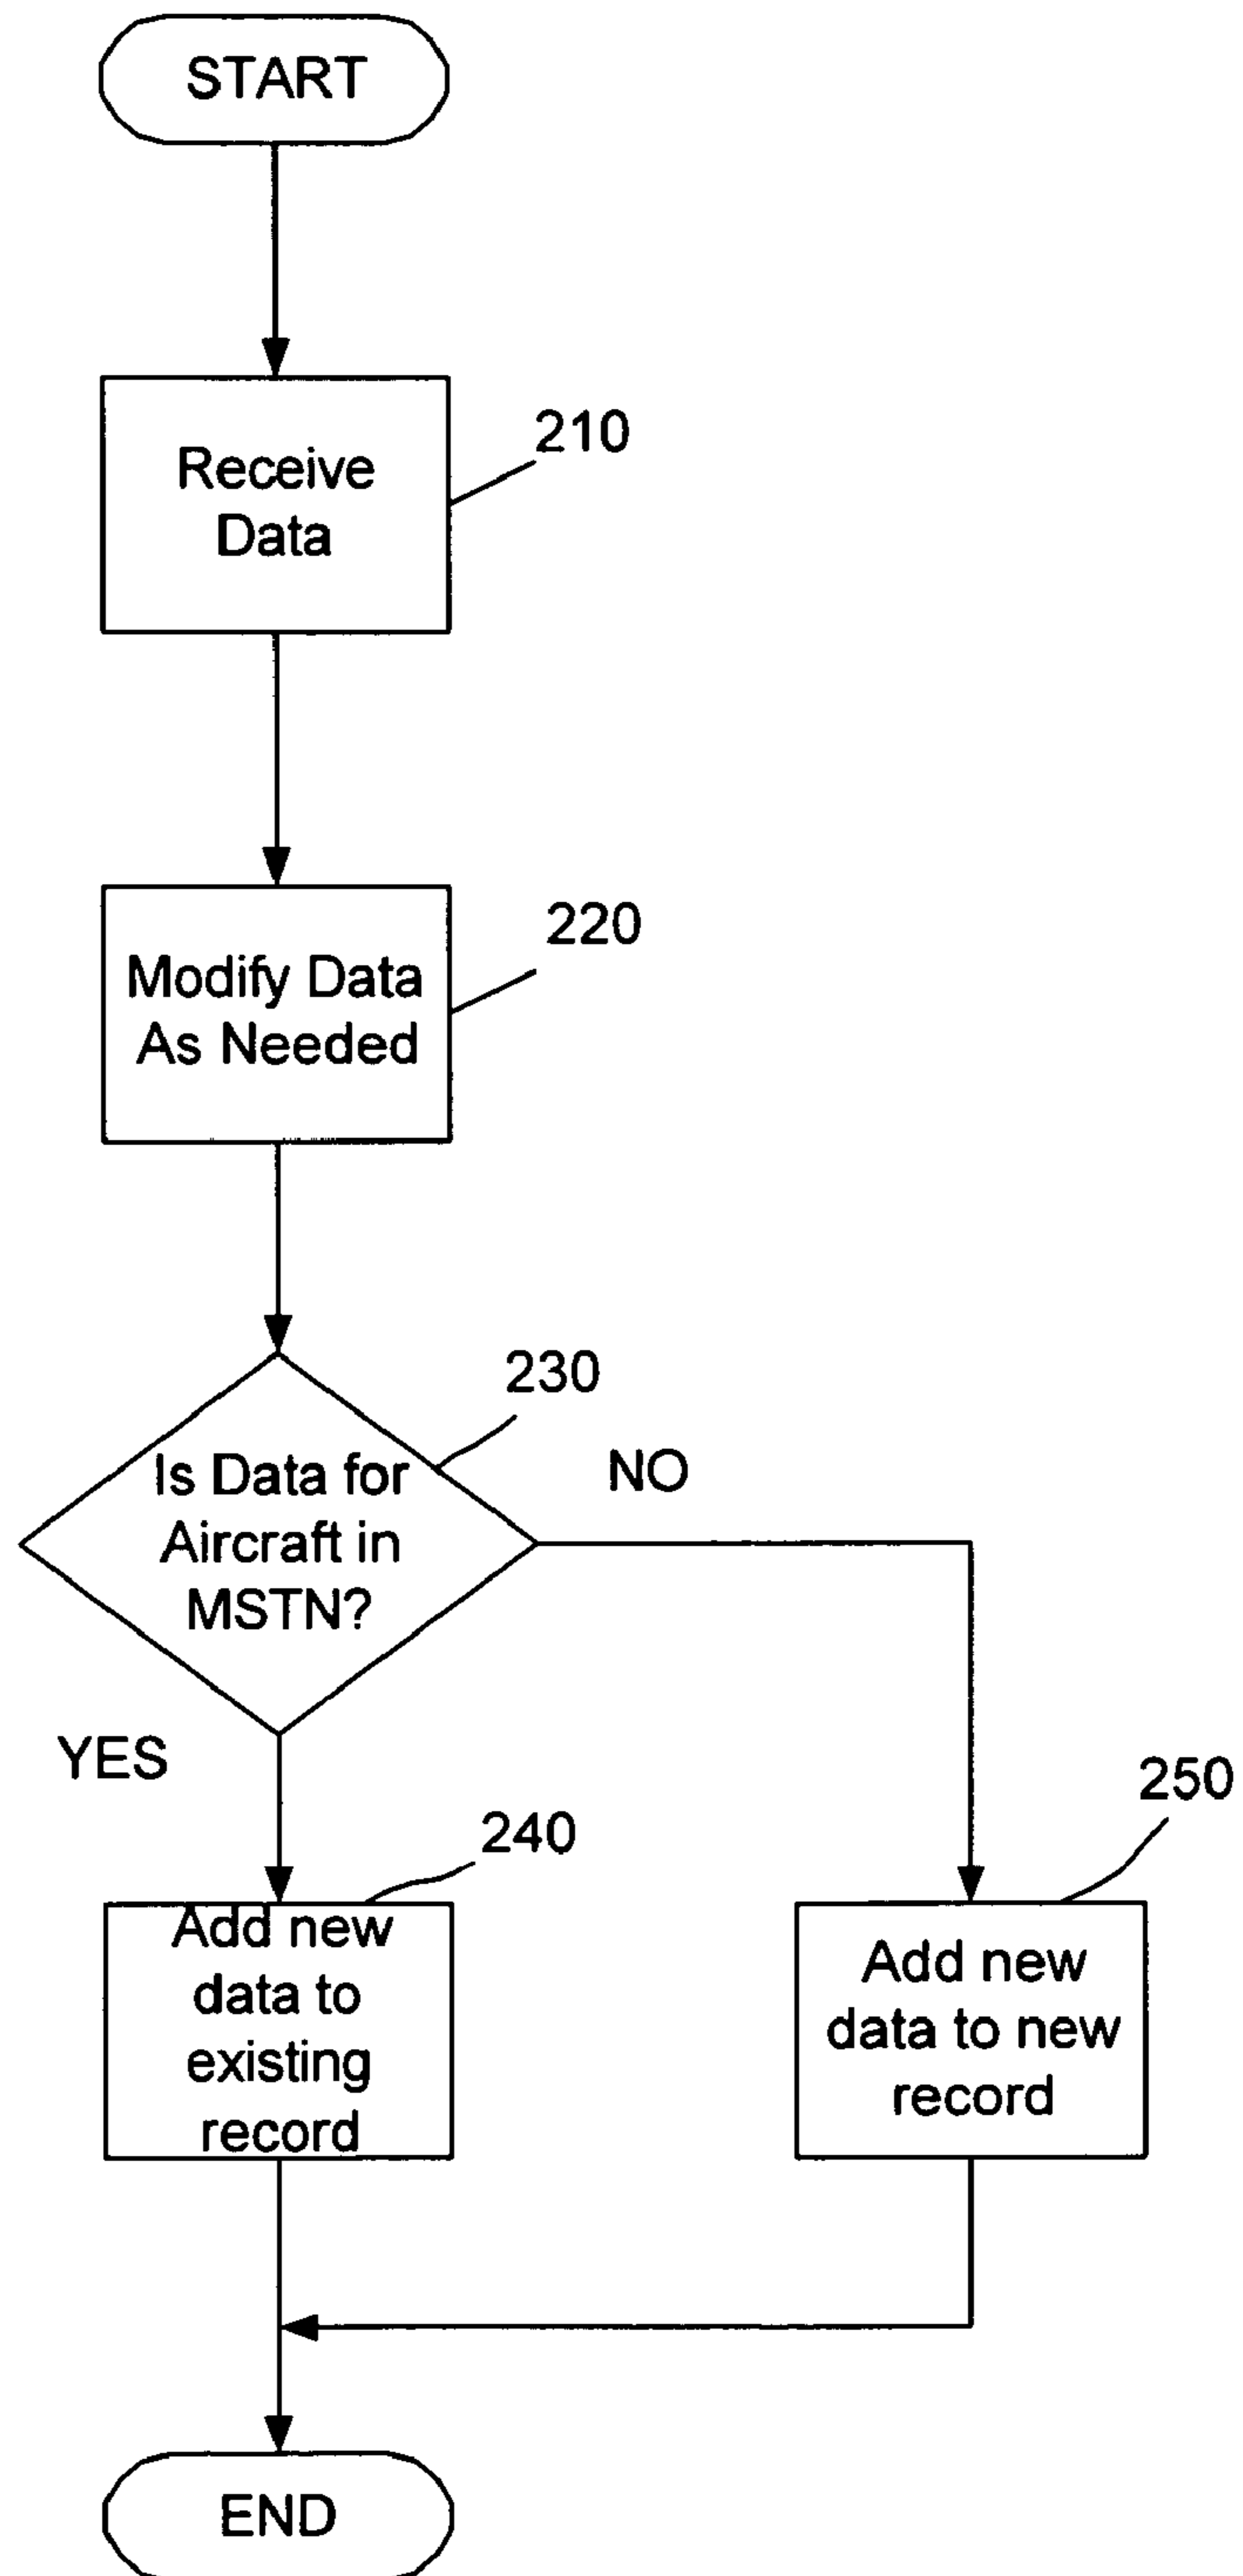 START
210
Receive
Data
220
Modify Data
As Needed
230
Is Data for
Aircraft in
MSTN?
NO
YES
240
Add new
data to
existing
record
250
Add new
data to new
record
END